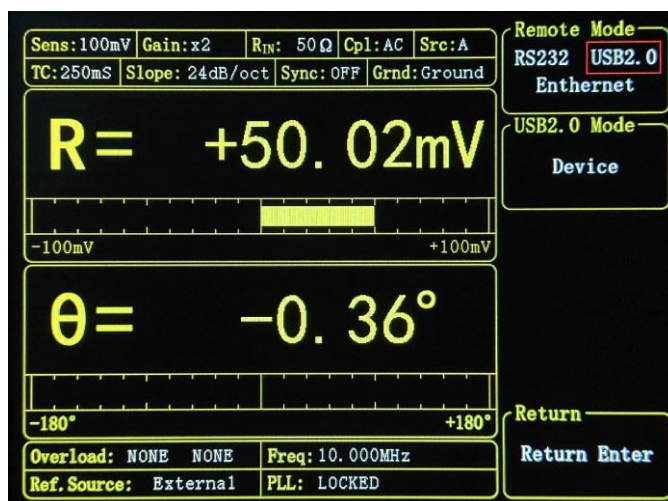 Sens:100mV Gain:x2 RIN: 50Ω Cpl:AC Src:A
TC:250mS Slope: 24dB/oct Sync: OFF Grnd:Ground
R= +50.02mV
-100mV +100mV
θ= -0.36°
-180° +180°
Overload: NONE NONE Freq: 10.000MHz
Ref.Source: External PLL: LOCKED
Remote Mode
RS232 USB2.0
Enthernet
USB2.0 Mode
Device
Return
Return Enter